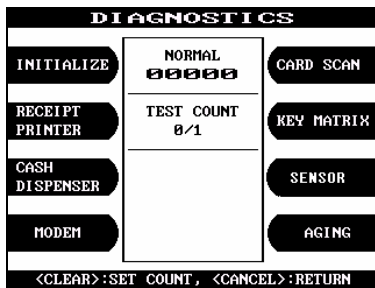 DIAGNOSTICS
INITIALIZE
NORMAL
00000
CARD SCAN
RECEIPT
PRINTER
TEST COUNT
0/1
KEY MATRIX
CASH
DISPENSER
SENSOR
MODEM
AGING
<CLEAR>:SET COUNT, <CANCEL>:RETURN